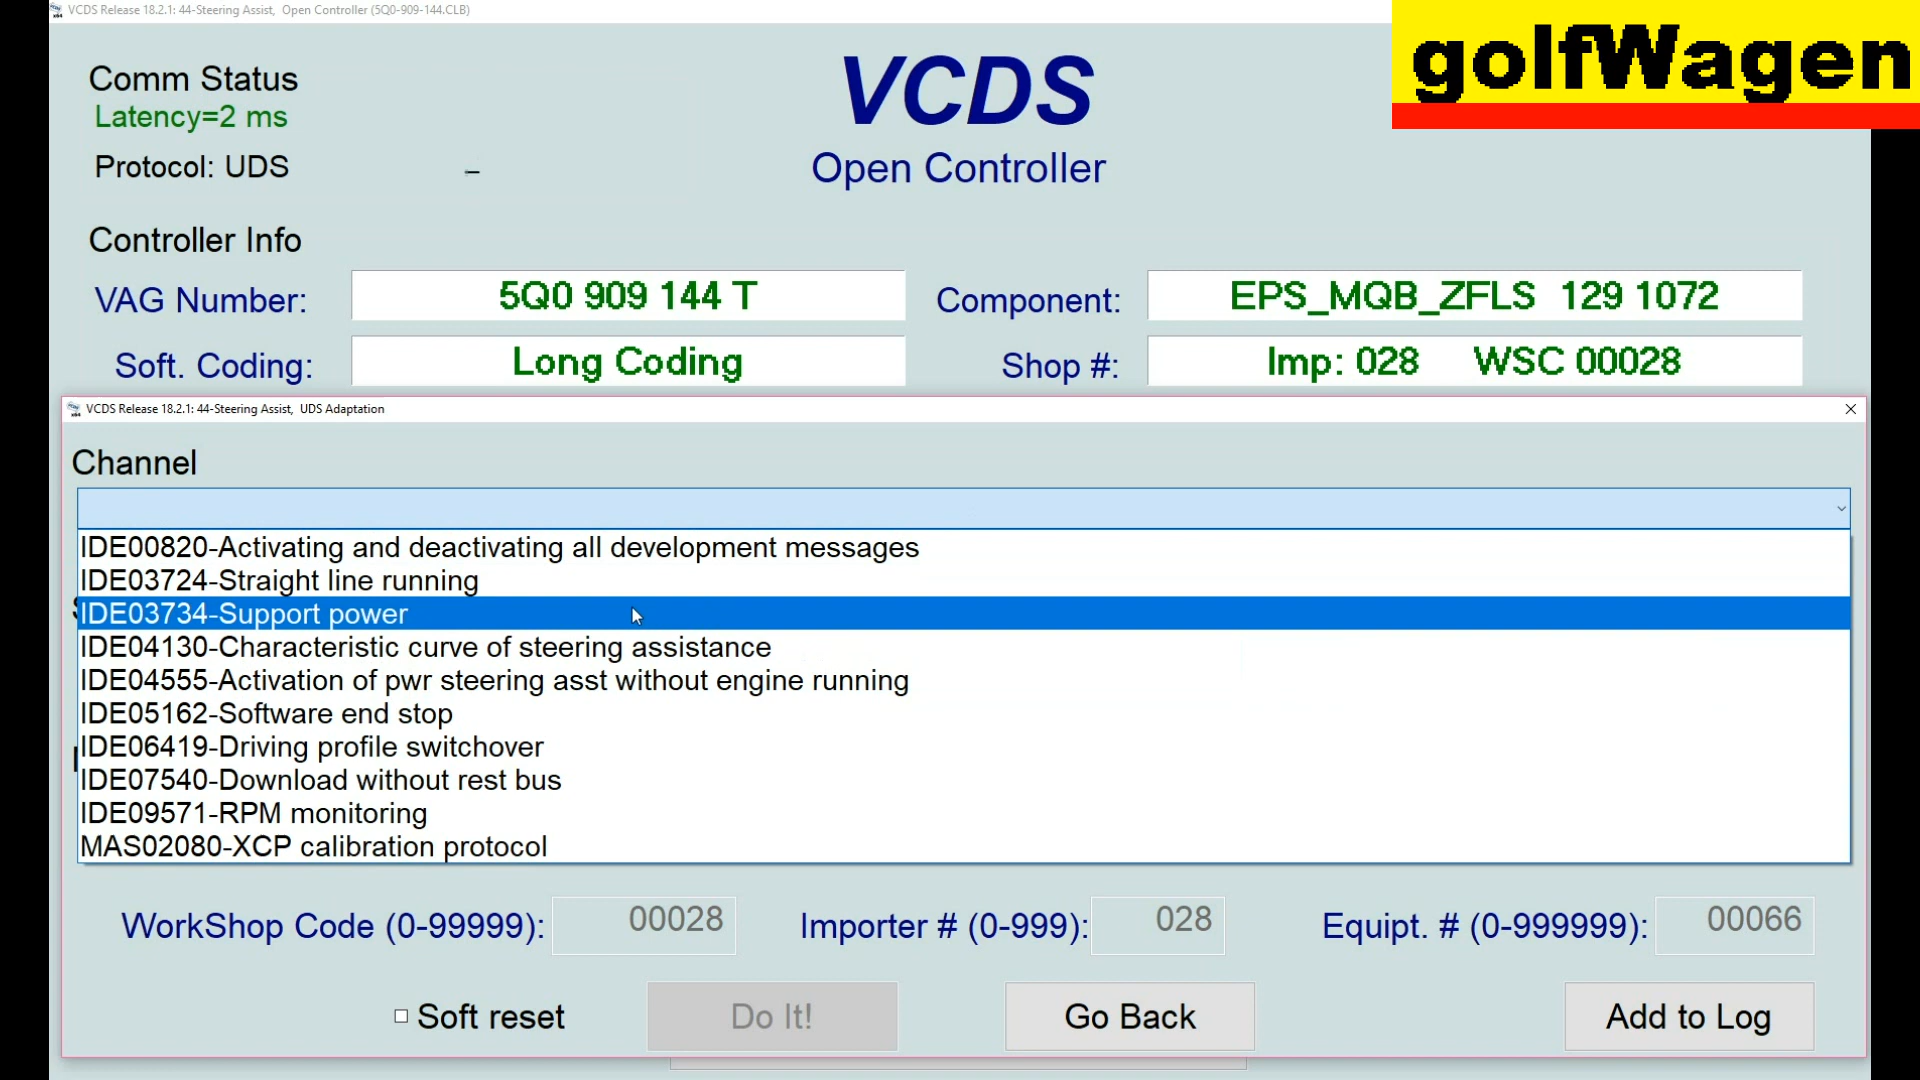 VCDS Release 18.2.1: 44-Steering Assist, Open Controller (5Q0-909-144.CLB)
golfWagen
Comm Status
Latency=2 ms
Protocol: UDS
VCDS
Open Controller
Controller Info
VAG Number: 5Q0 909 144 T Component: EPS_MQB_ZFLS 129 1072
Soft. Coding: Long Coding Shop #: Imp: 028 WSC 00028
VCDS Release 18.2.1: 44-Steering Assist, UDS Adaptation
Channel
IDE00820-Activating and deactivating all development messages
IDE03724-Straight line running
IDE03734-Support power
IDE04130-Characteristic curve of steering assistance
IDE04555-Activation of pwr steering asst without engine running
IDE05162-Software end stop
IDE06419-Driving profile switchover
IDE07540-Download without rest bus
IDE09571-RPM monitoring
MAS02080-XCP calibration protocol
WorkShop Code (0-99999): 00028 Importer # (0-999): 028 Equipt. # (0-999999): 00066
Soft reset Do It! Go Back Add to Log